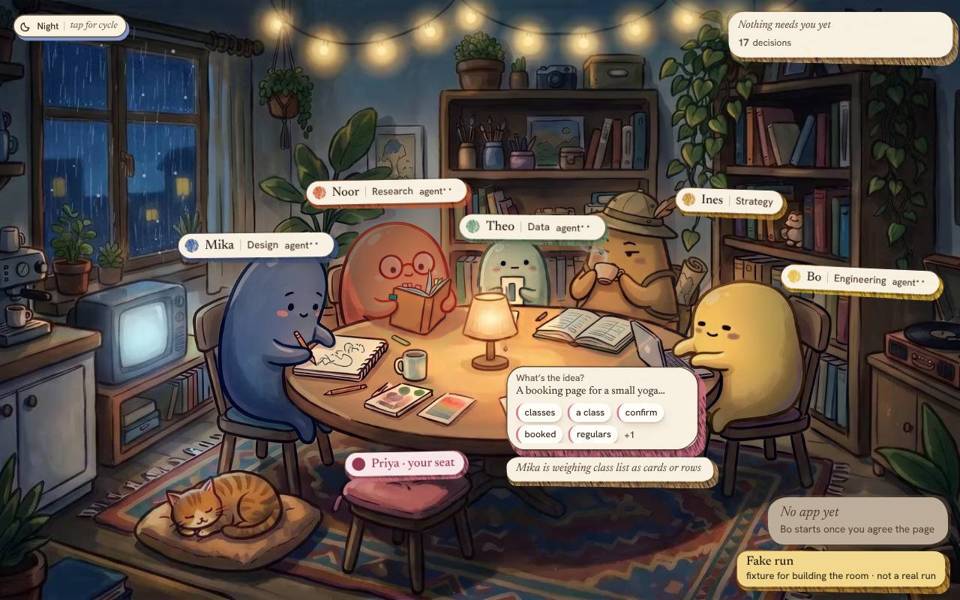 Night | tap for cycle
Nothing needs you yet
17 decisions
Noor | Research agent
Ines | Strategy
Theo | Data agent
Mika | Design agent
Bo | Engineering agent
What's the idea?
A booking page for a small yoga...
classes a class confirm
booked regulars +1
Mika is weighing class list as cards or rows
Priya · your seat
No app yet
Bo starts once you agree the page
Fake run
fixture for building the room · not a real run